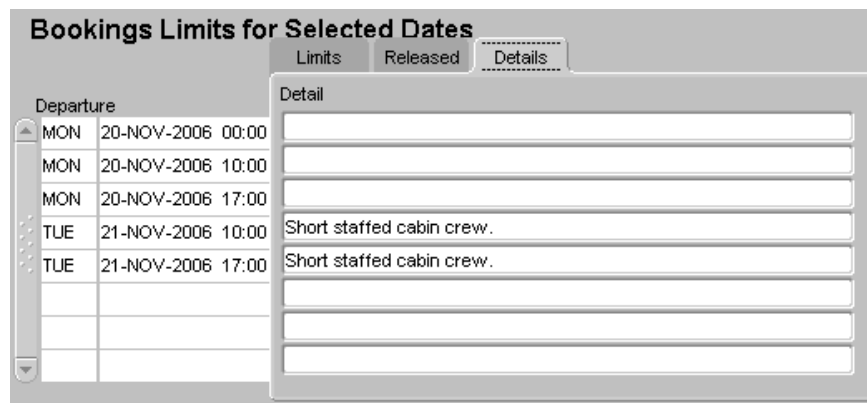 Bookings Limits for Selected Dates
Limits Released Details
Departure
Detail
MON 20-NOV-2006 00:00
MON 20-NOV-2006 10:00
MON 20-NOV-2006 17:00
TUE 21-NOV-2006 10:00 Short staffed cabin crew.
TUE 21-NOV-2006 17:00 Short staffed cabin crew.